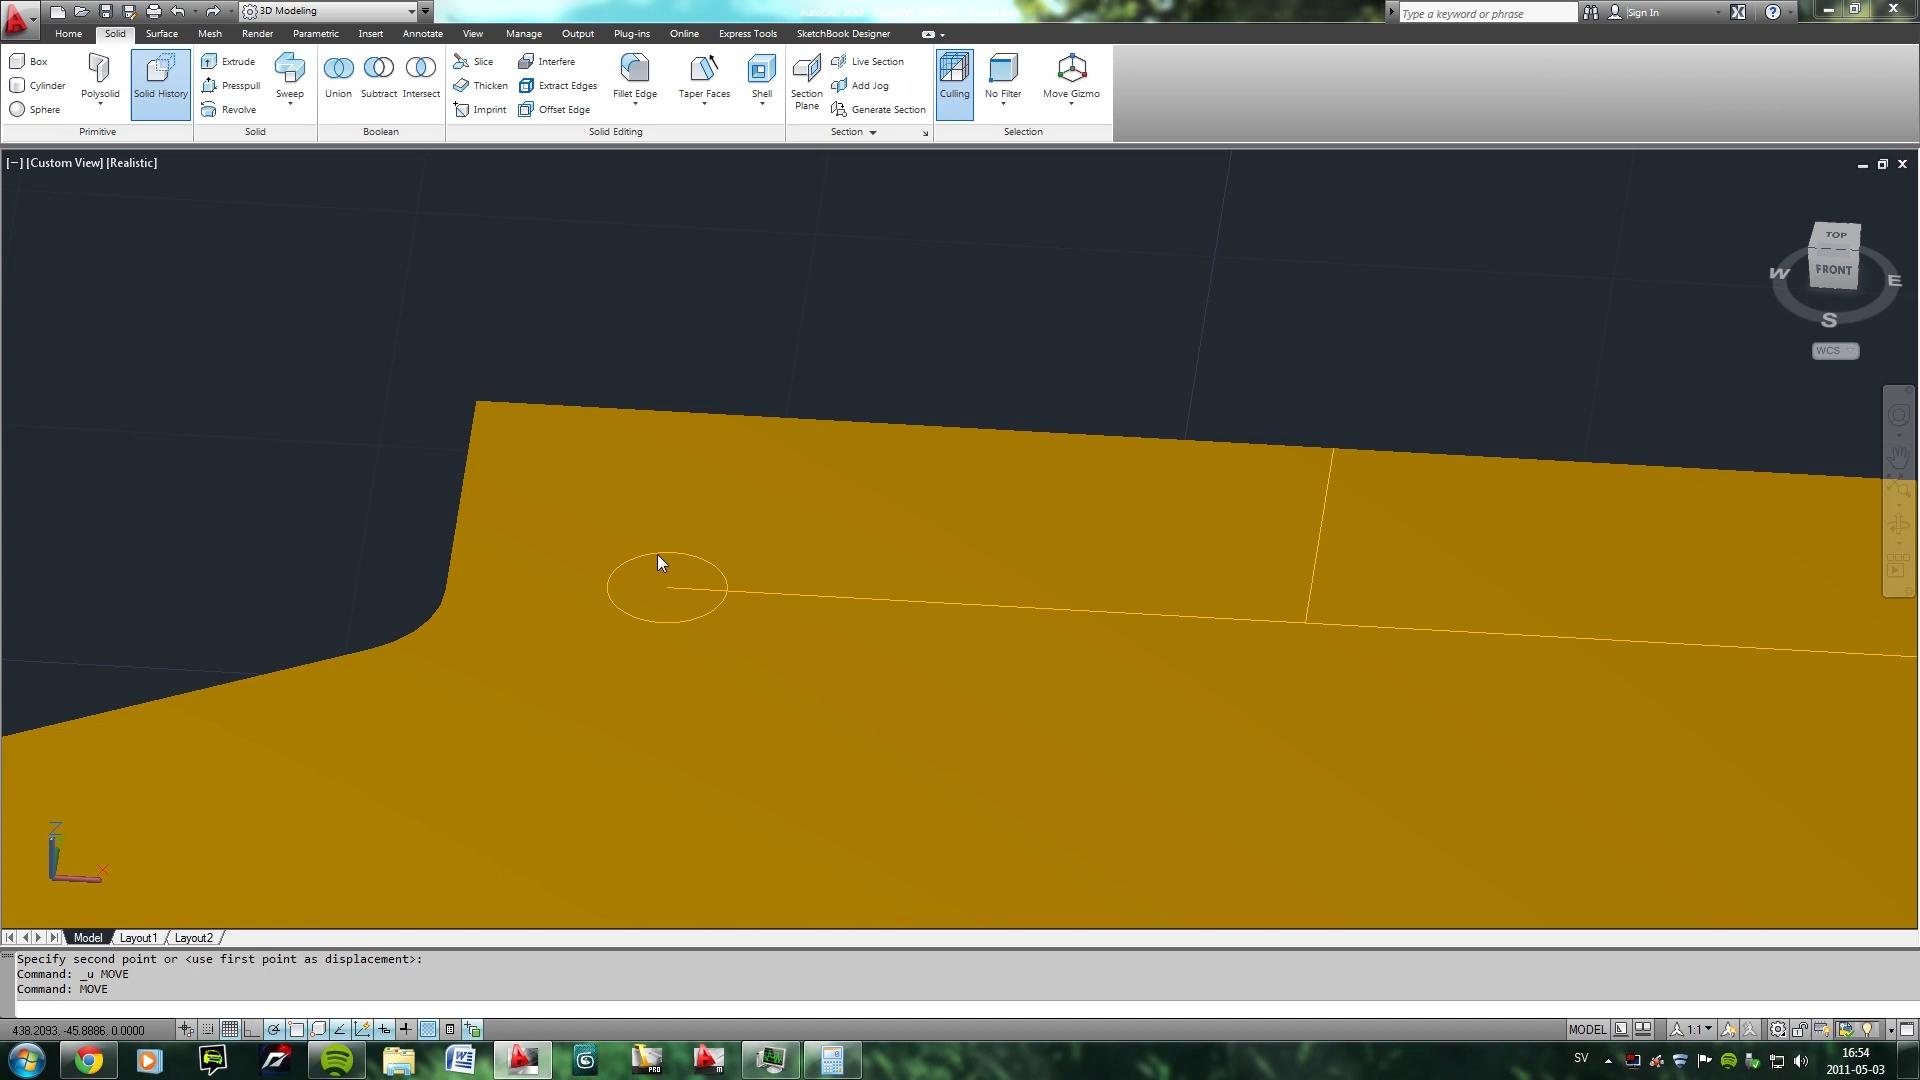 3D Modeling
Type a keyword or phrase
Sign In
Home Solid Surface Mesh Render Parametric Insert Annotate View Manage Output Plug-ins Online Express Tools SketchBook Designer
Box
Cylinder
Sphere
Polysolid
Solid History
Extrude
Presspull
Revolve
Sweep
Union Subtract Intersect
Slice
Thicken
Imprint
Interfere
Extract Edges
Offset Edge
Fillet Edge
Taper Faces
Shell
Section
Plane
Live Section
Add Jog
Generate Section
Culling
No Filter
Move Gizmo
Primitive Solid Boolean Solid Editing Section Selection
[−] [Custom View] [Realistic]
TOP
FRONT
W
E
S
WCS
Z
X
Model Layout1 Layout2
Specify second point or <use first point as displacement>:
Command: _u MOVE
Command: MOVE
438.2093, -45.8886, 0.0000
MODEL
1:1
SV
16:54
2011-05-03
PRO